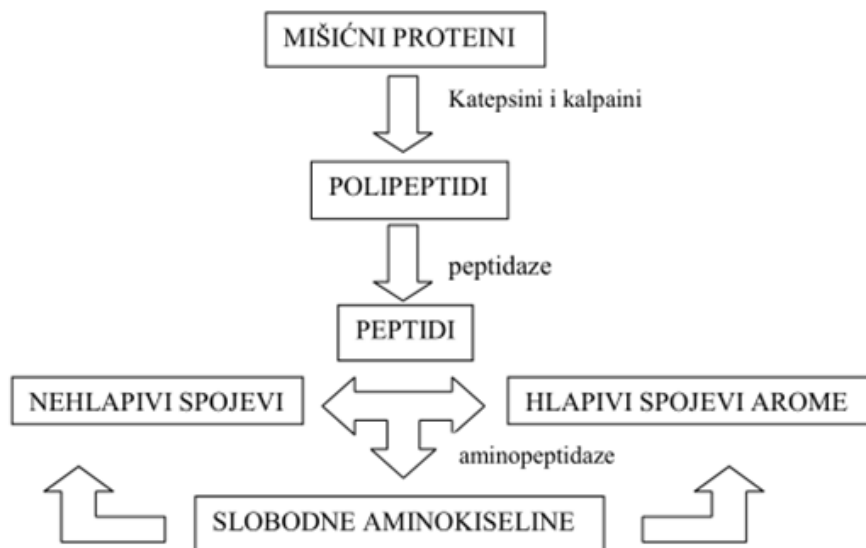 MIŠIĆNI PROTEINI
Katepsini i kalpaini
POLIPEPTIDI
peptidaze
PEPTIDI
NEHLAPIVI SPOJEVI
HLAPIVI SPOJEVI AROME
aminopeptidaze
SLOBODNE AMINOKISELINE